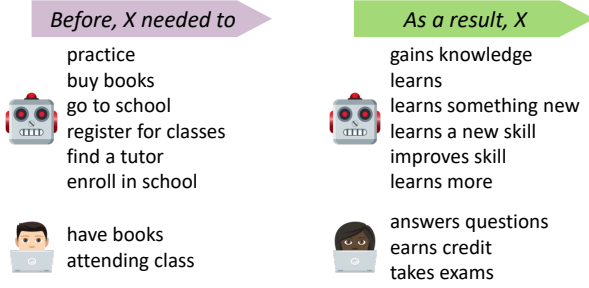 Before, X needed to
practice
buy books
go to school
register for classes
find a tutor
enroll in school
have books
attending class
As a result, X
gains knowledge
learns
learns something new
learns a new skill
improves skill
learns more
answers questions
earns credit
takes exams